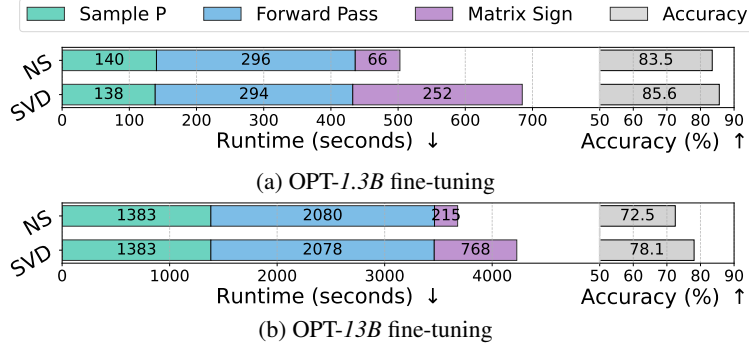 Sample P Forward Pass Matrix Sign Accuracy
NS 140 296 66 83.5
SVD 138 294 252 85.6
0 100 200 300 400 500 600 700 50 60 70 80 90
Runtime (seconds) ↓ Accuracy (%) ↑
(a) OPT-1.3B fine-tuning
NS 1383 2080 215 72.5
SVD 1383 2078 768 78.1
0 1000 2000 3000 4000 50 60 70 80 90
Runtime (seconds) ↓ Accuracy (%) ↑
(b) OPT-13B fine-tuning